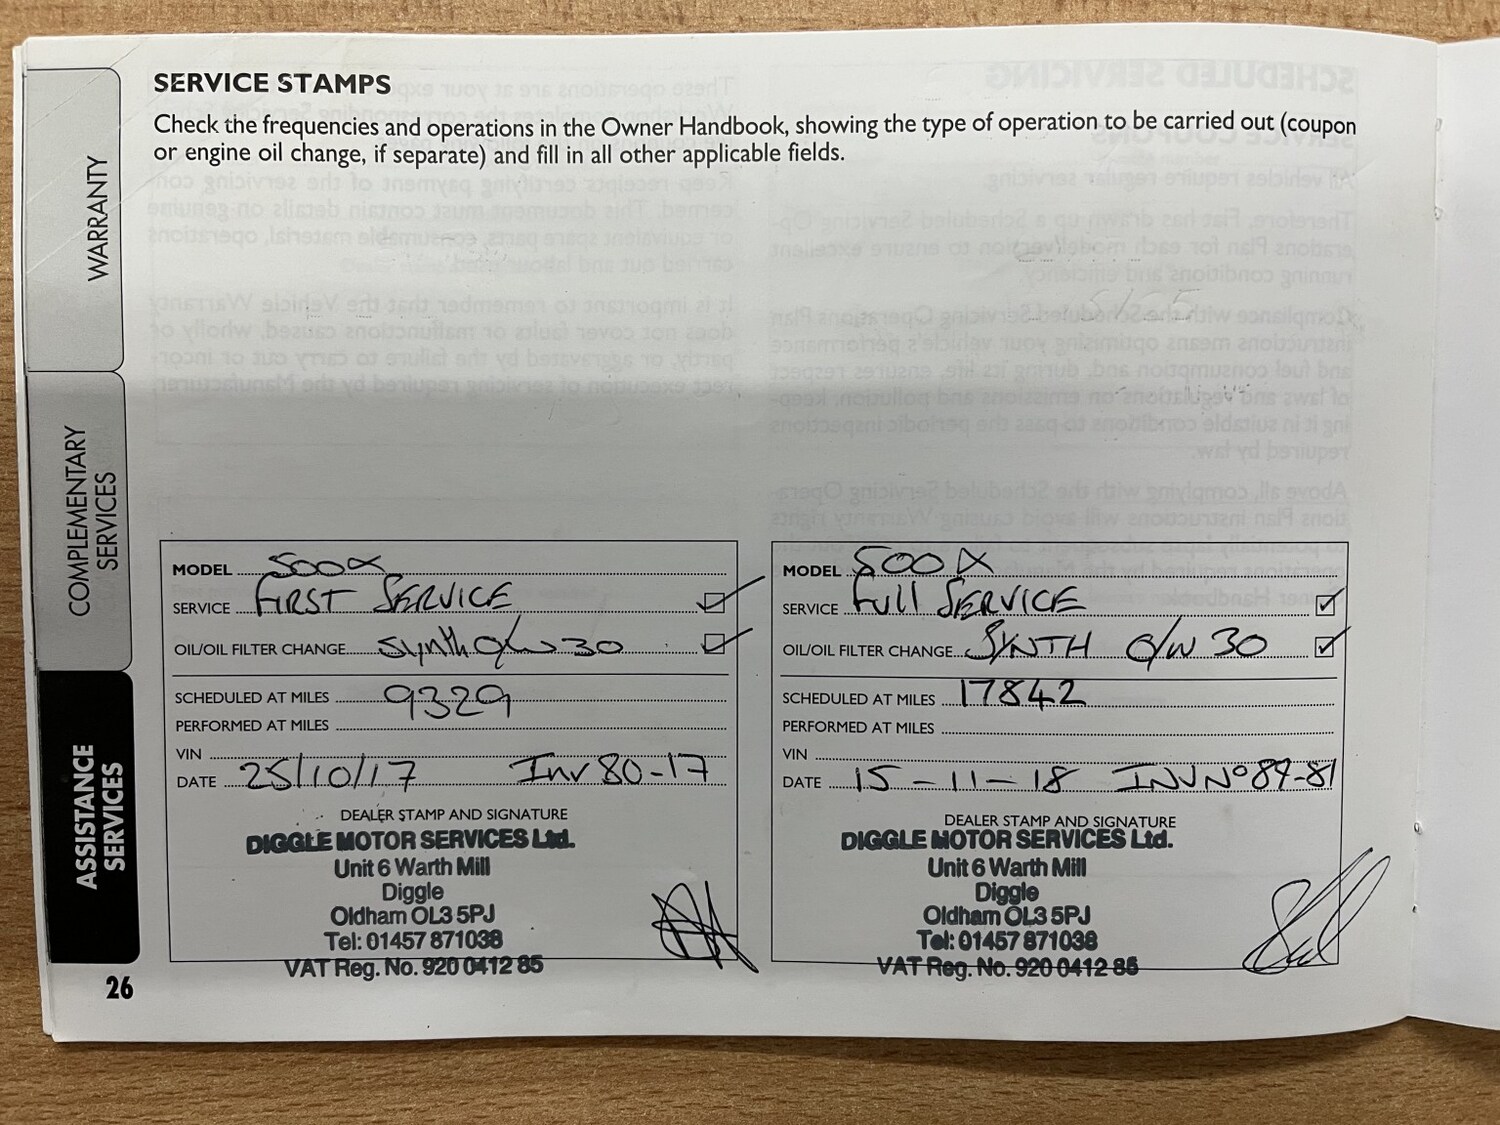 SERVICE STAMPS
Check the frequencies and operations in the Owner Handbook, showing the type of operation to be carried out (coupon
or engine oil change, if separate) and fill in all other applicable fields.
WARRANTY
COMPLEMENTARY
SERVICES
ASSISTANCE
SERVICES
MODEL 500X
SERVICE FIRST SERVICE
OIL/OIL FILTER CHANGE Synth 0/W 30
SCHEDULED AT MILES 9329
PERFORMED AT MILES
VIN
DATE 25/10/17 Inv 80-17
DEALER STAMP AND SIGNATURE
DIGGLE MOTOR SERVICES Ltd.
Unit 6 Warth Mill
Diggle
Oldham OL3 5PJ
Tel: 01457 871038
VAT Reg. No. 920 0412 85
MODEL 500X
SERVICE Full SERVICE
OIL/OIL FILTER CHANGE SYNTH 0/W 30
SCHEDULED AT MILES 17842
PERFORMED AT MILES
VIN
DATE 15-11-18 INV No 89-81
DEALER STAMP AND SIGNATURE
DIGGLE MOTOR SERVICES Ltd.
Unit 6 Warth Mill
Diggle
Oldham OL3 5PJ
Tel: 01457 871038
VAT Reg. No. 920 0412 85
26